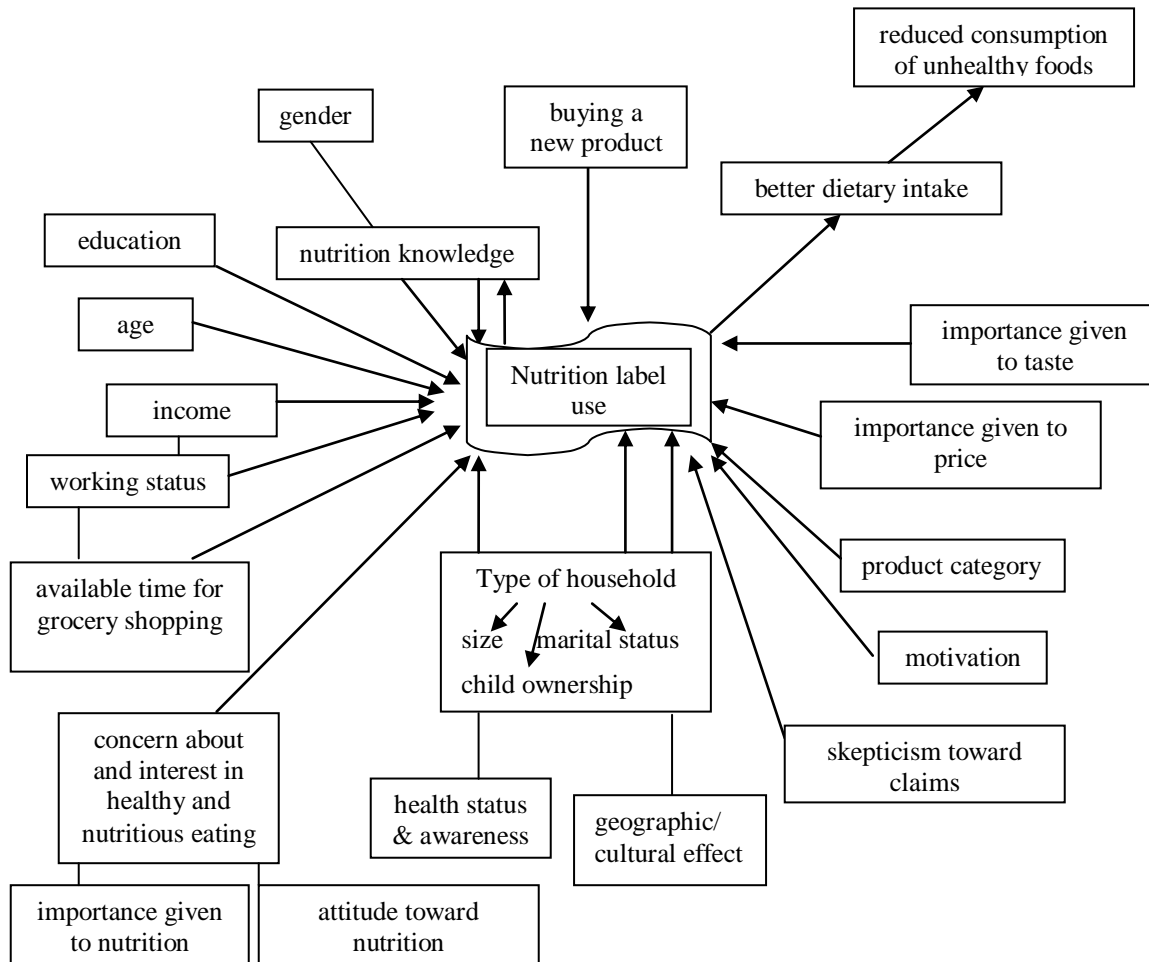 reduced consumption
of unhealthy foods
gender
buying a
new product
better dietary intake
education
nutrition knowledge
age
importance given
to taste
Nutrition label
use
income
importance given to
price
working status
product category
Type of household
available time for
grocery shopping
size marital status
motivation
child ownership
concern about
and interest in
healthy and
nutritious eating
skepticism toward
claims
health status
& awareness
geographic/
cultural effect
importance given
to nutrition
attitude toward
nutrition